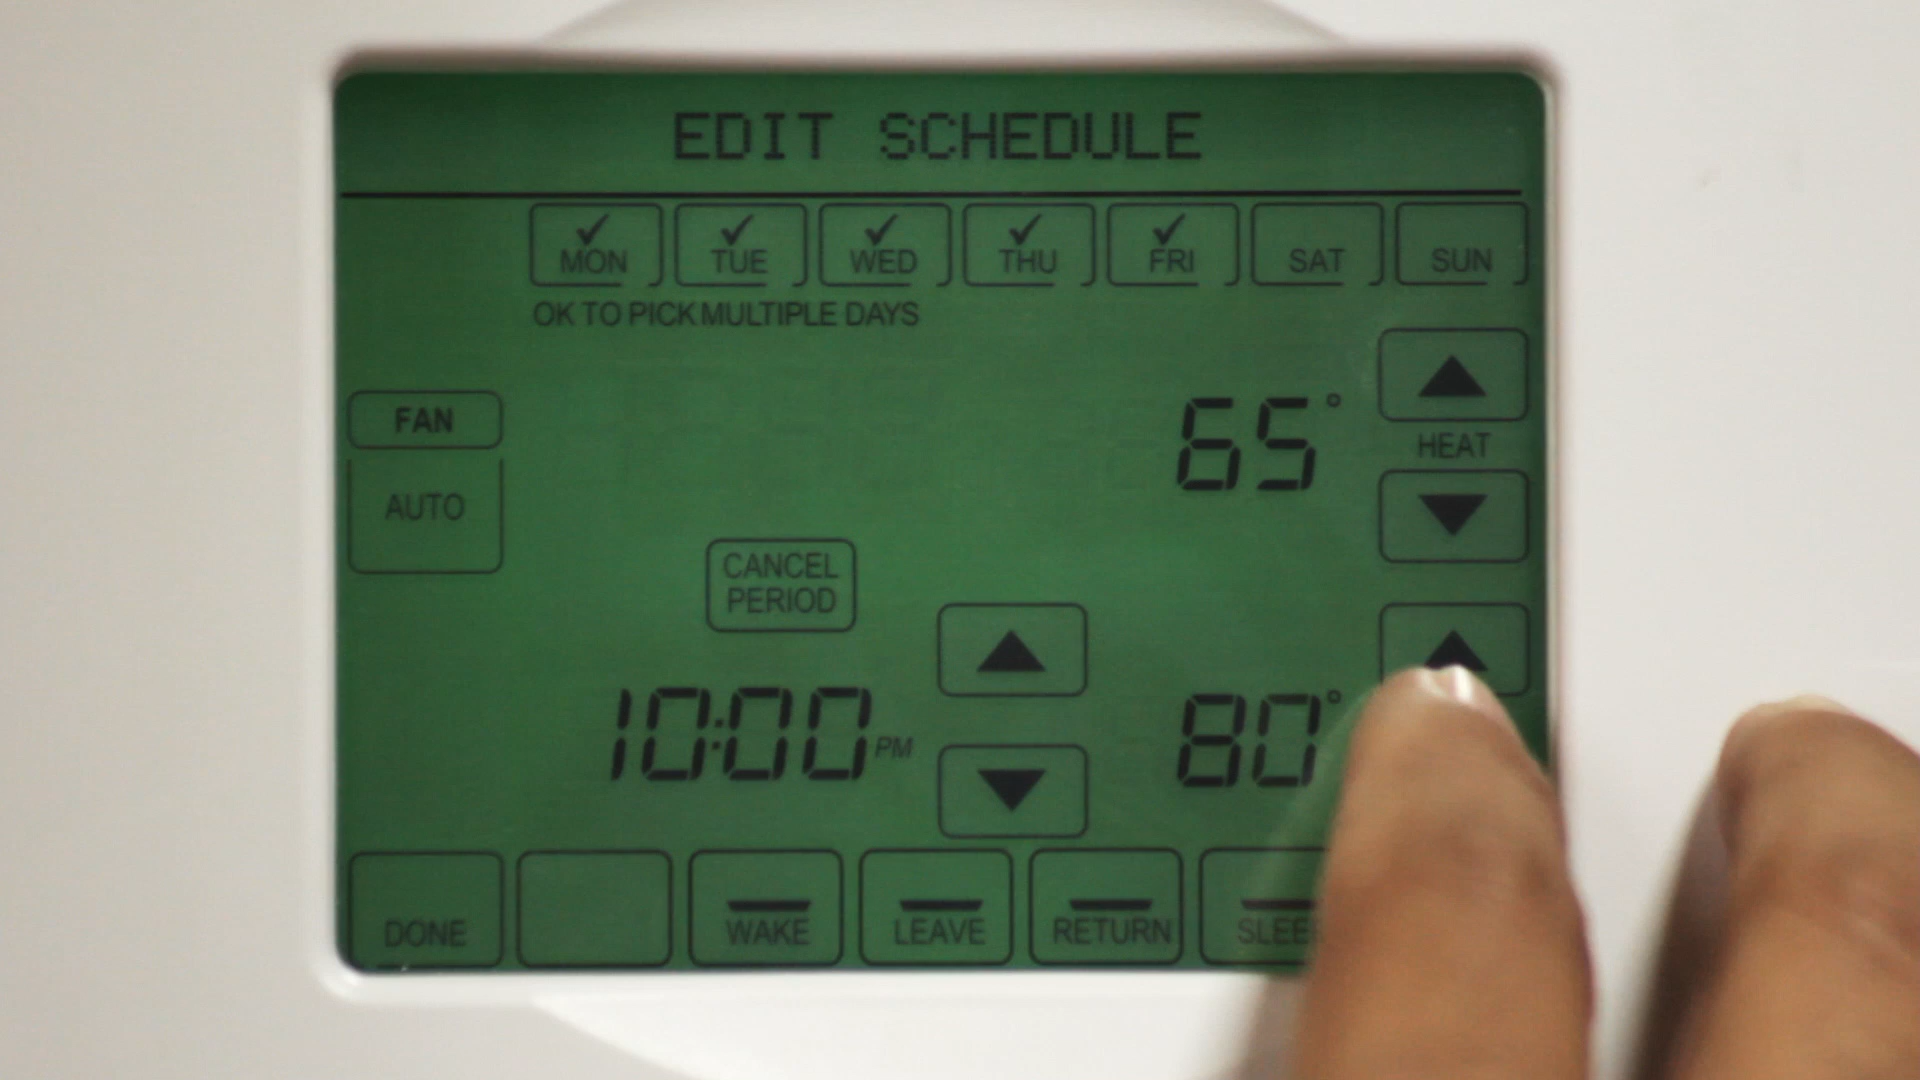 EDIT SCHEDULE
MON TUE WED THU FRI SAT SUN
OK TO PICK MULTIPLE DAYS
FAN
AUTO
65°
HEAT
CANCEL
PERIOD
10:00 PM
80°
DONE WAKE LEAVE RETURN SLEE